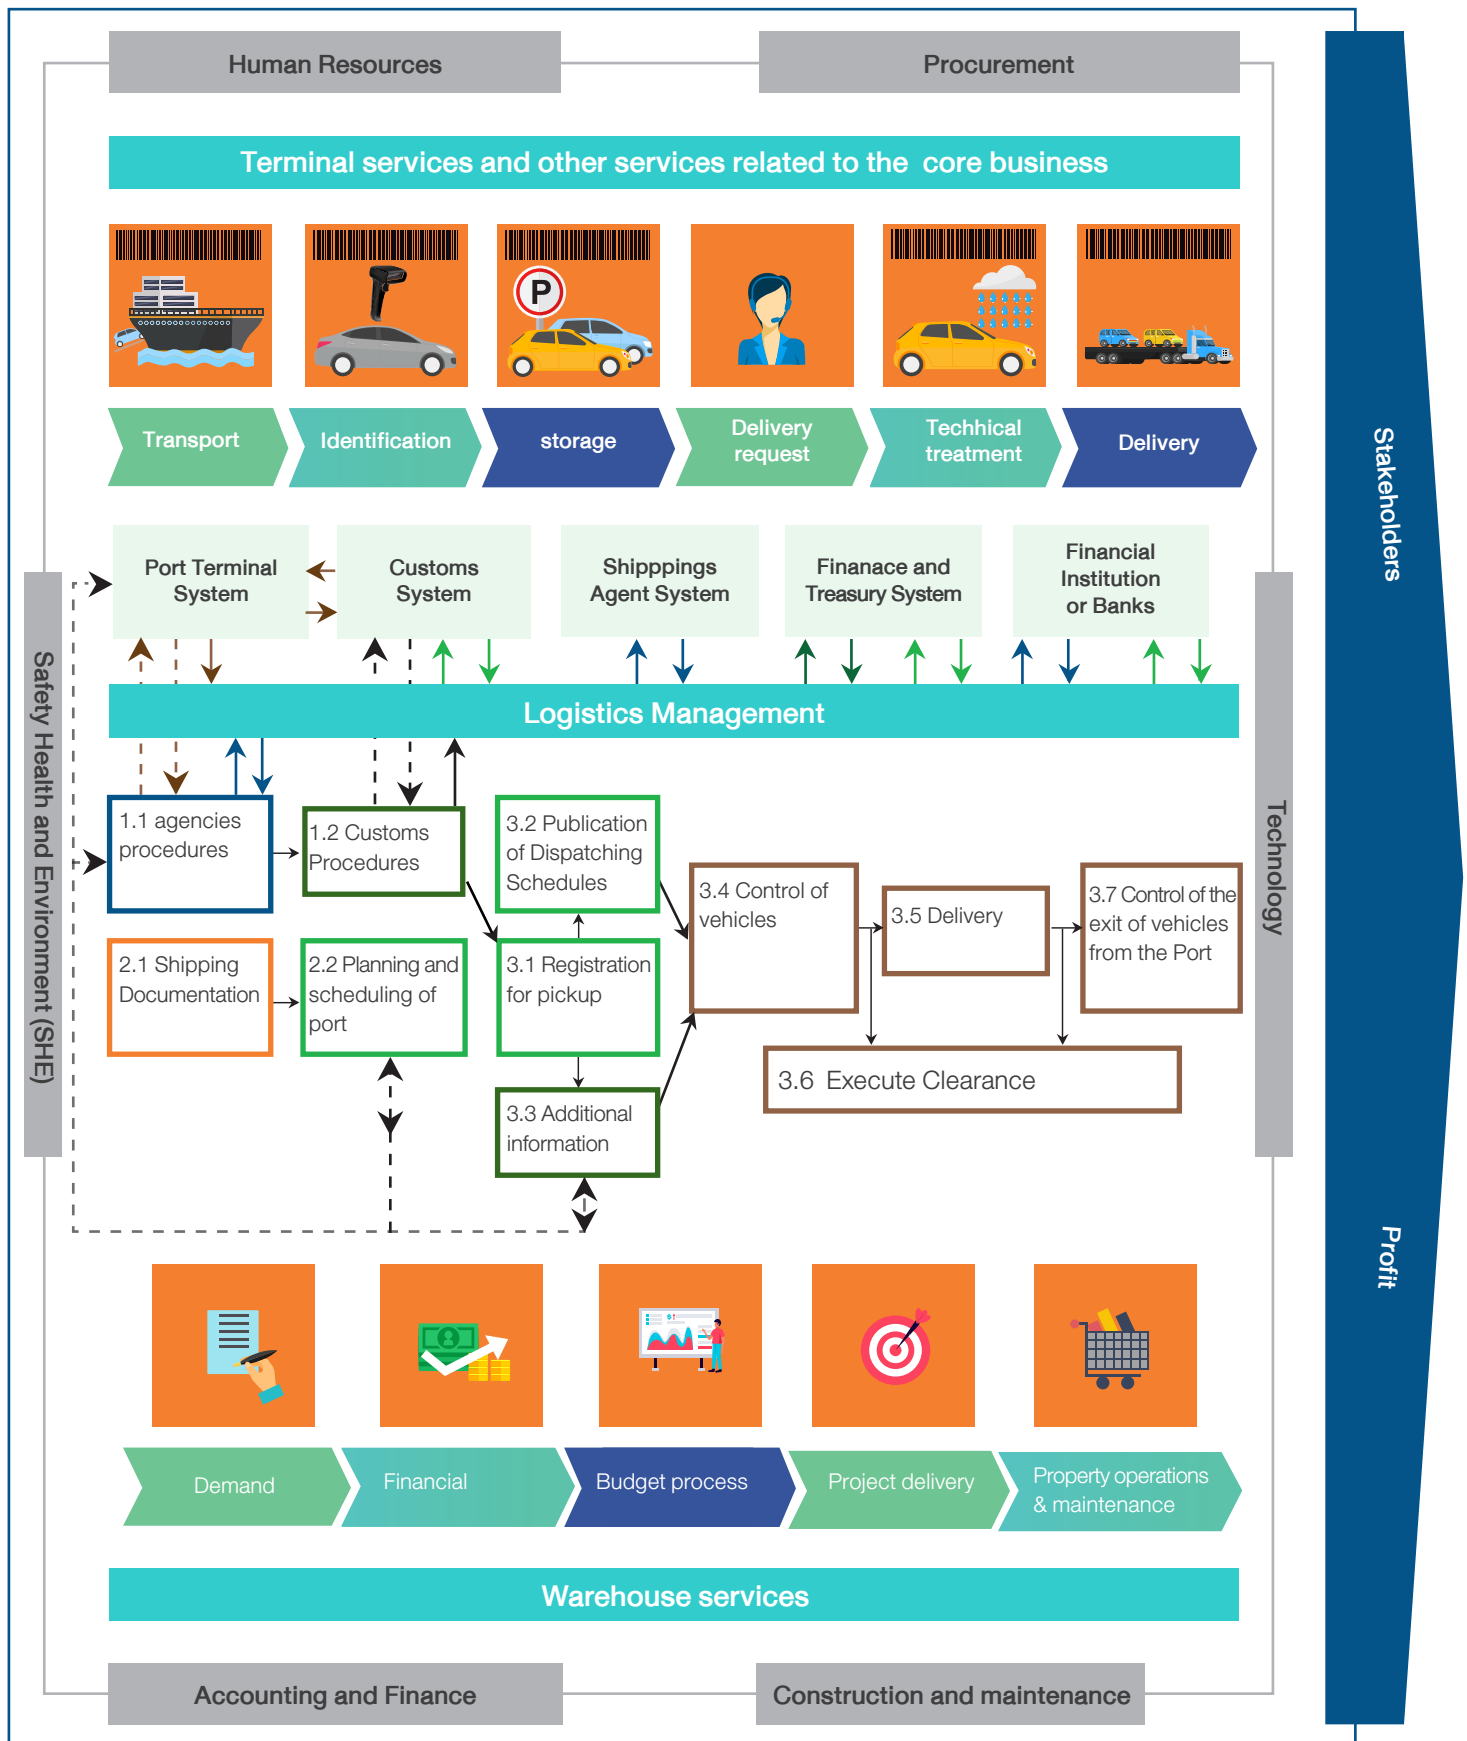 Human Resources
Procurement
Terminal services and other services related to the core business
P
Transport
Identification
storage
Delivery
request
Techhical
treatment
Delivery
Port Terminal
System
Customs
System
Shipppings
Agent System
Finanace and
Treasury System
Financial
Institution
or Banks
Logistics Management
1.1 agencies
procedures
1.2 Customs
Procedures
3.2 Publication
of Dispatching
Schedules
3.4 Control of
vehicles
3.5 Delivery
3.7 Control of the
exit of vehicles
from the Port
2.1 Shipping
Documentation
2.2 Planning and
scheduling of
port
3.1 Registration
for pickup
3.6 Execute Clearance
3.3 Additional
information
Safety Health and Environment (SHE)
Technology
Stakeholders
Profit
$
Demand
Financial
Budget process
Project delivery
Property operations
& maintenance
Warehouse services
Accounting and Finance
Construction and maintenance